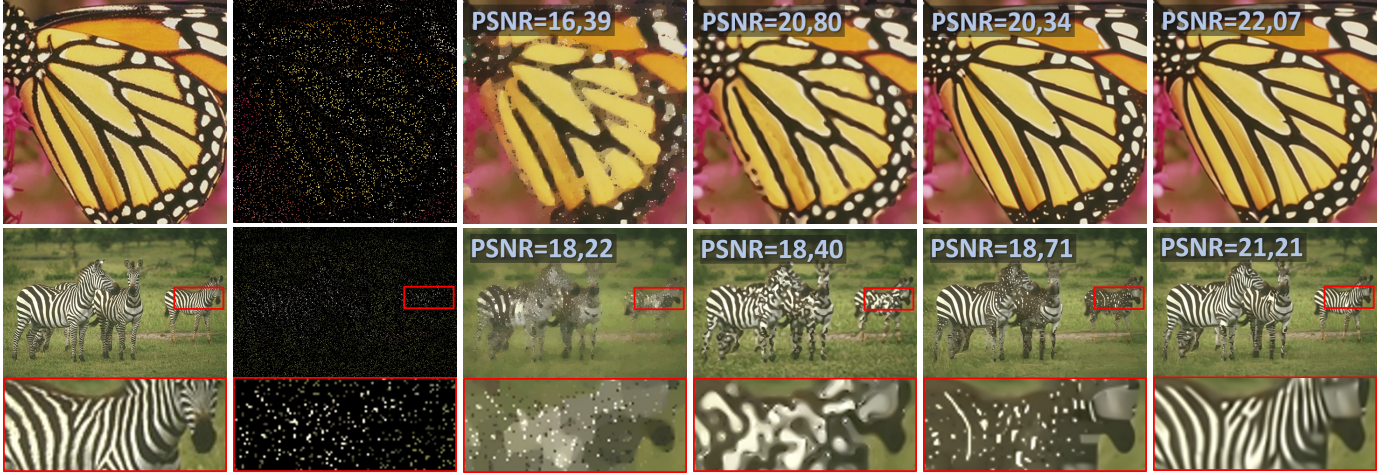 PSNR=16,39
PSNR=20,80
PSNR=20,34
PSNR=22,07
PSNR=18,22
PSNR=18,40
PSNR=18,71
PSNR=21,21